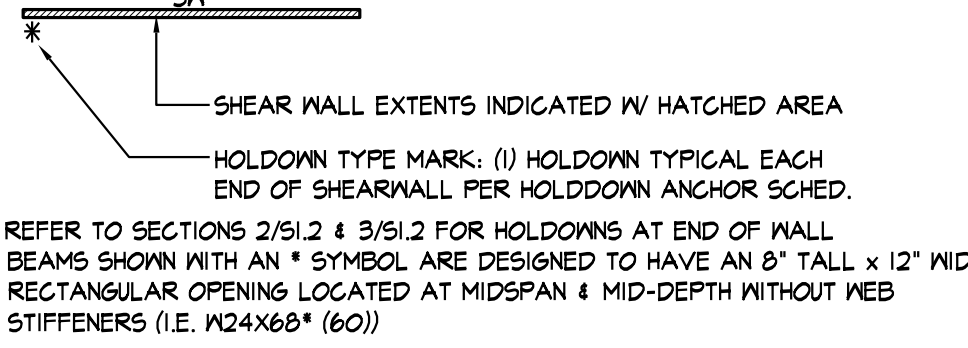 SHEAR WALL EXTENTS INDICATED W/ HATCHED AREA
*
HOLDOWN TYPE MARK: (1) HOLDOWN TYPICAL EACH
END OF SHEARWALL PER HOLDDOWN ANCHOR SCHED.
REFER TO SECTIONS 2/S1.2 & 3/S1.2 FOR HOLDOWNS AT END OF WALL
BEAMS SHOWN WITH AN * SYMBOL ARE DESIGNED TO HAVE AN 8" TALL x 12" WID
RECTANGULAR OPENING LOCATED AT MIDSPAN & MID-DEPTH WITHOUT WEB
STIFFENERS (I.E. W24X68* (60))